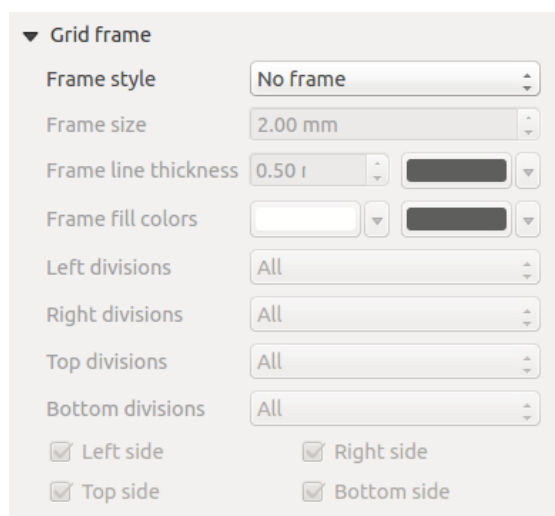 Grid frame
Frame style No frame
Frame size 2.00 mm
Frame line thickness 0.50 r
Frame fill colors
Left divisions All
Right divisions All
Top divisions All
Bottom divisions All
Left side Right side
Top side Bottom side